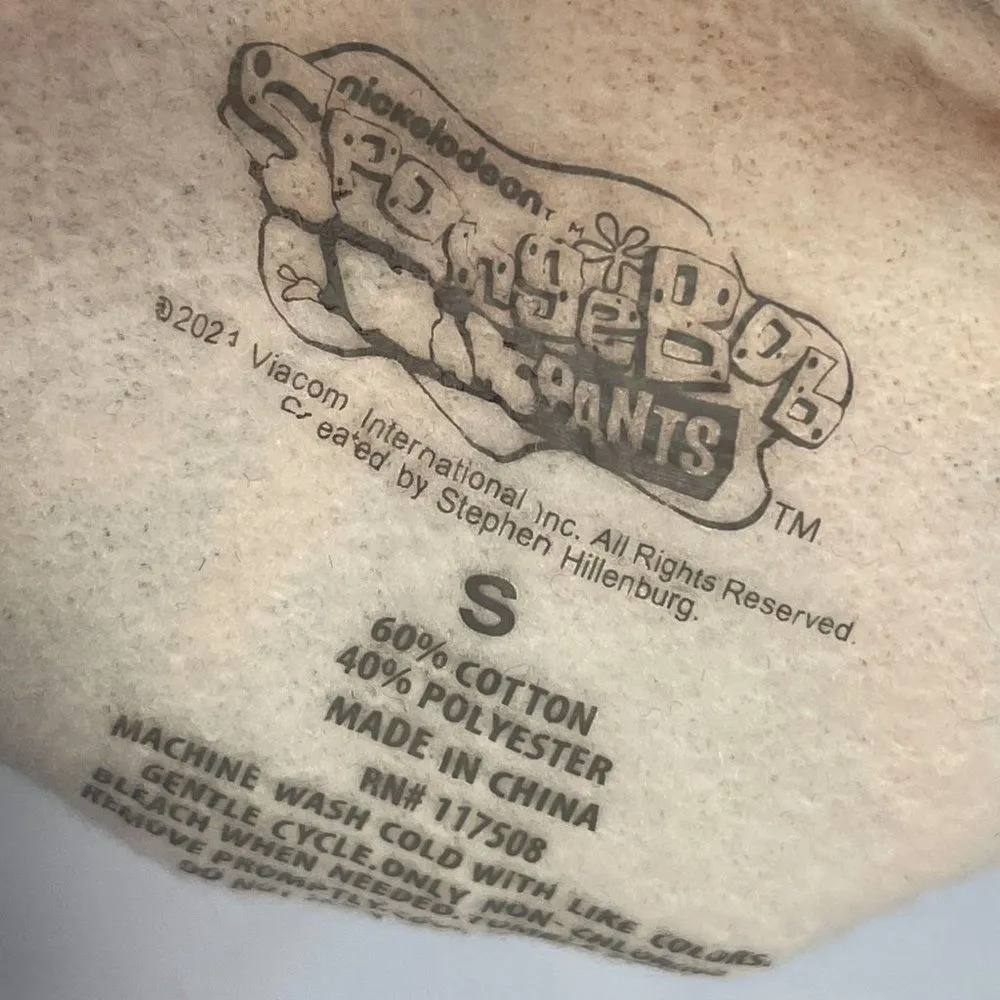 nickelodeon TM
SpongeBob
SQUAREPANTS
TM
©2021 Viacom International Inc. All Rights Reserved.
Created by Stephen Hillenburg.
S
60% COTTON
40% POLYESTER
MADE IN CHINA
RN# 117508
MACHINE WASH COLD WITH LIKE COLORS.
GENTLE CYCLE.ONLY NON-CHLORINE
BLEACH WHEN NEEDED.
REMOVE PROMPTLY.
DO NOT